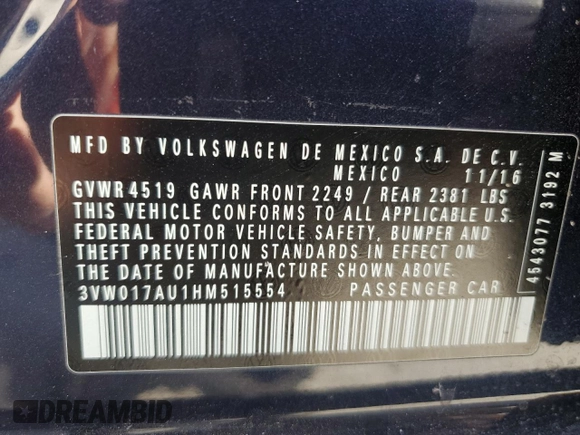 MFD BY VOLKSWAGEN DE MEXICO S.A. DE C.V.
MEXICO 11/16
GVWR 4519 GAWR FRONT 2249 / REAR 2381 LBS
THIS VEHICLE CONFORMS TO ALL APPLICABLE U.S.
FEDERAL MOTOR VEHICLE SAFETY, BUMPER AND
THEFT PREVENTION STANDARDS IN EFFECT ON
THE DATE OF MANUFACTURE SHOWN ABOVE.
3VW017AU1HM515554 PASSENGER CAR
4543077 3192 M
DREAMBID